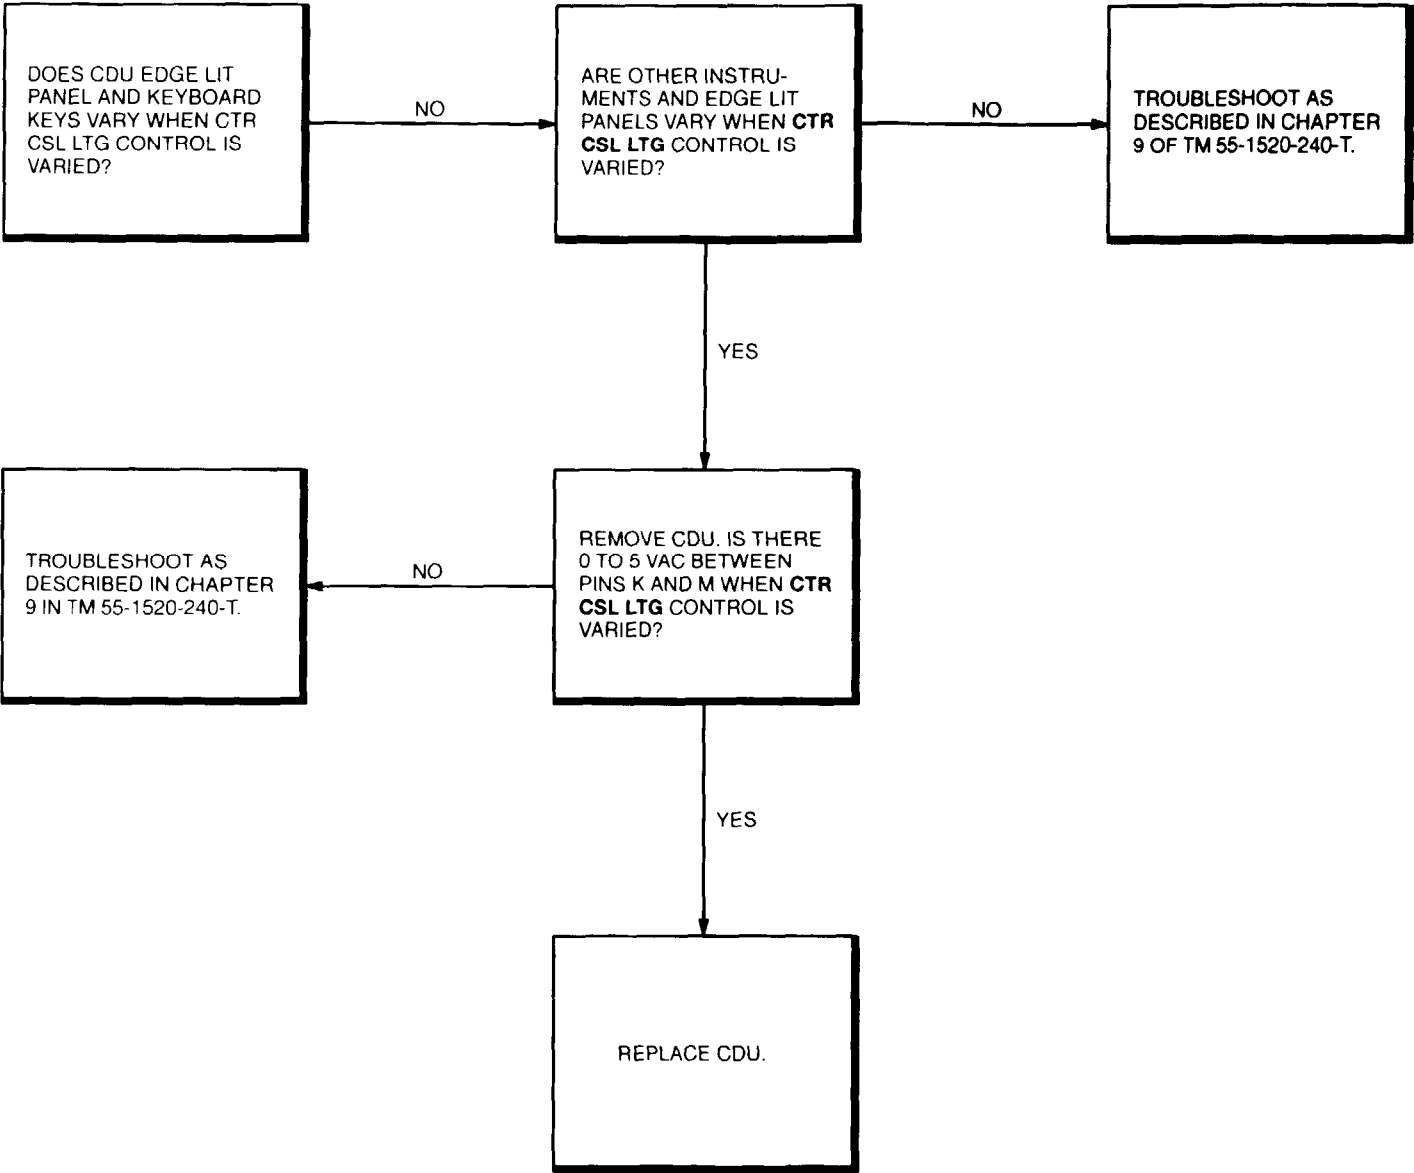 DOES CDU EDGE LIT
PANEL AND KEYBOARD
KEYS VARY WHEN CTR
CSL LTG CONTROL IS
VARIED?
NO
ARE OTHER INSTRU-
MENTS AND EDGE LIT
PANELS VARY WHEN CTR
CSL LTG CONTROL IS
VARIED?
NO
TROUBLESHOOT AS
DESCRIBED IN CHAPTER
9 OF TM 55-1520-240-T.
YES
REMOVE CDU. IS THERE
0 TO 5 VAC BETWEEN
PINS K AND M WHEN CTR
CSL LTG CONTROL IS
VARIED?
NO
TROUBLESHOOT AS
DESCRIBED IN CHAPTER
9 IN TM 55-1520-240-T.
YES
REPLACE CDU.